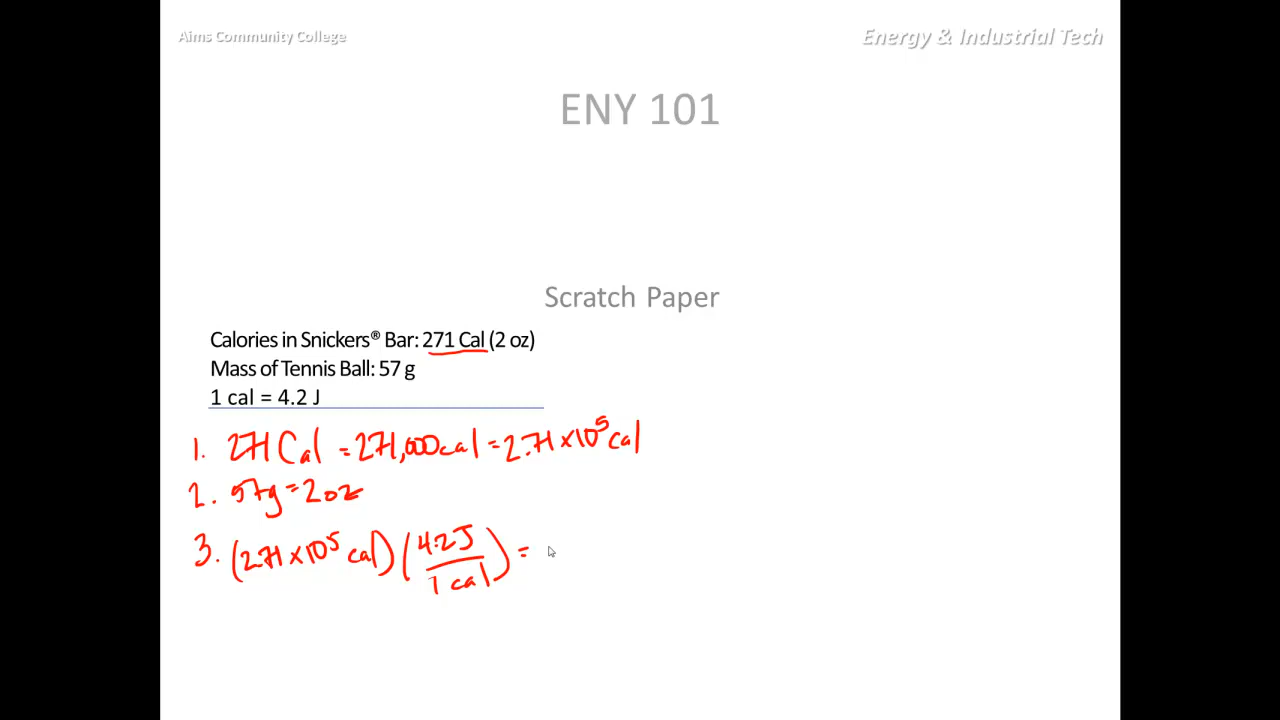 Aims Community College
Energy & Industrial Tech
ENY 101
Scratch Paper
Calories in Snickers® Bar: 271 Cal (2 oz)
Mass of Tennis Ball: 57 g
1 cal = 4.2 J
1. 271 Cal = 271,000 cal = 2.71 x 10⁵ cal
2. 57g = 2 oz
3. (2.71 x 10⁵ cal) (4.2 J / 1 cal) =